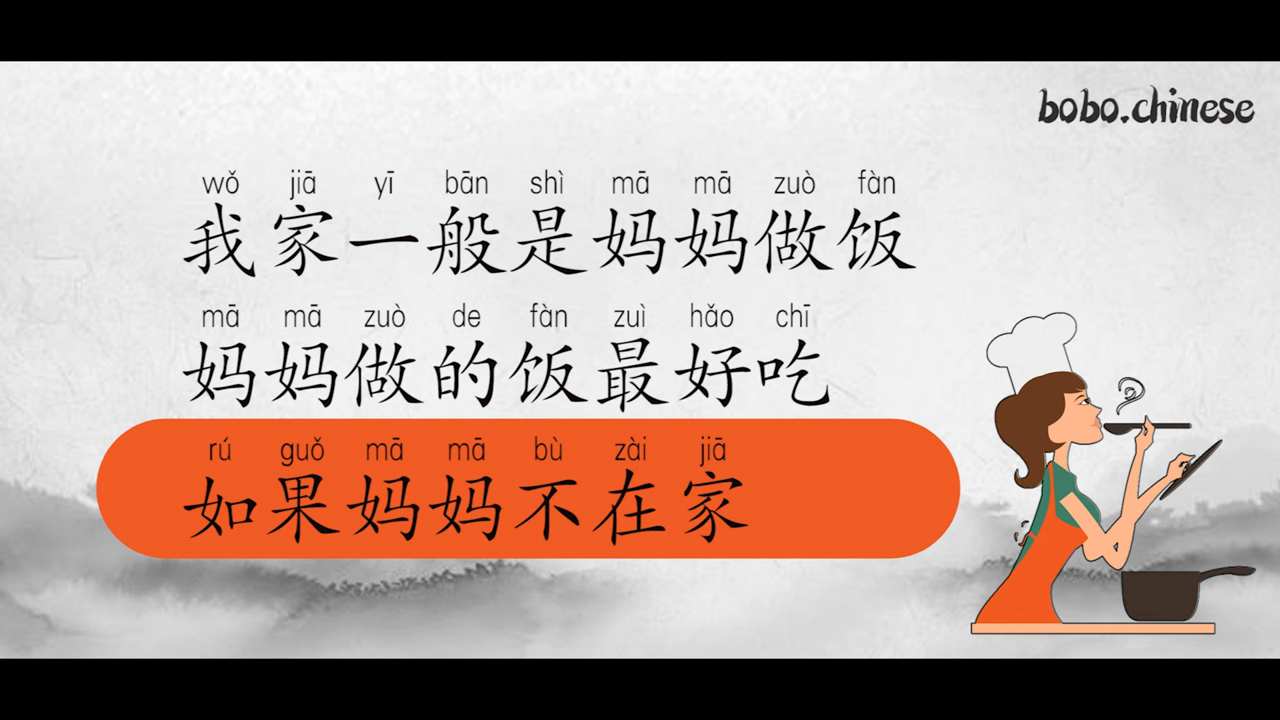 bobo.chinese
wǒ jiā yī bān shì mā mā zuò fàn
我家一般是妈妈做饭
mā mā zuò de fàn zuì hǎo chī
妈妈做的饭最好吃
rú guǒ mā mā bù zài jiā
如果妈妈不在家